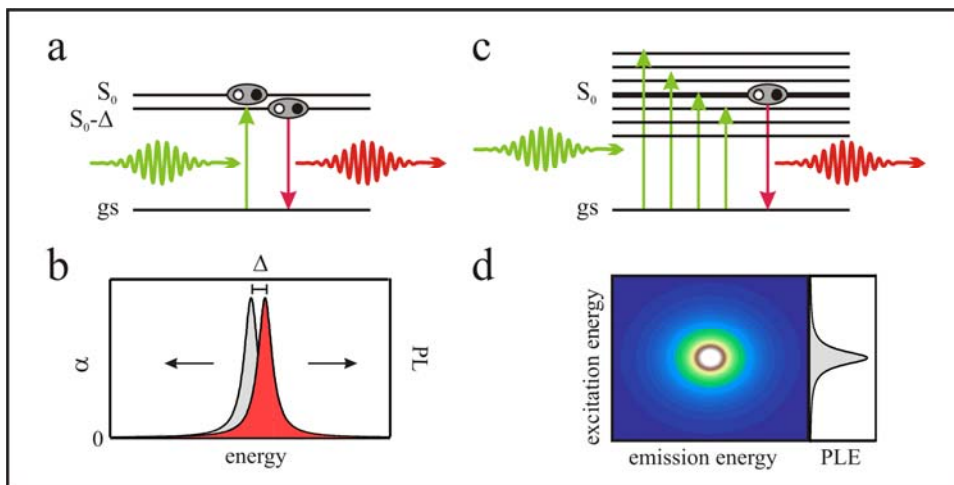 a
S₀
S₀-Δ
gs
b
Δ
α
PL
0
energy
c
S₀
gs
d
excitation energy
emission energy
PLE